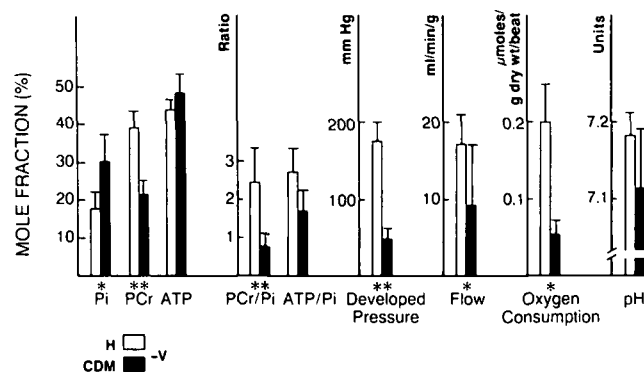 MOLE FRACTION (%)
50
40
30
20
10
* ** 
Pi PCr ATP
Ratio
3
2
1
**
PCr/Pi ATP/Pi
mm Hg
200
100
**
Developed
Pressure
ml/min/g
20
10
*
Flow
μmoles/
g dry wt/beat
0.2
0.1
*
Oxygen
Consumption
Units
7.2
7.1
pH
H
CDM
-V